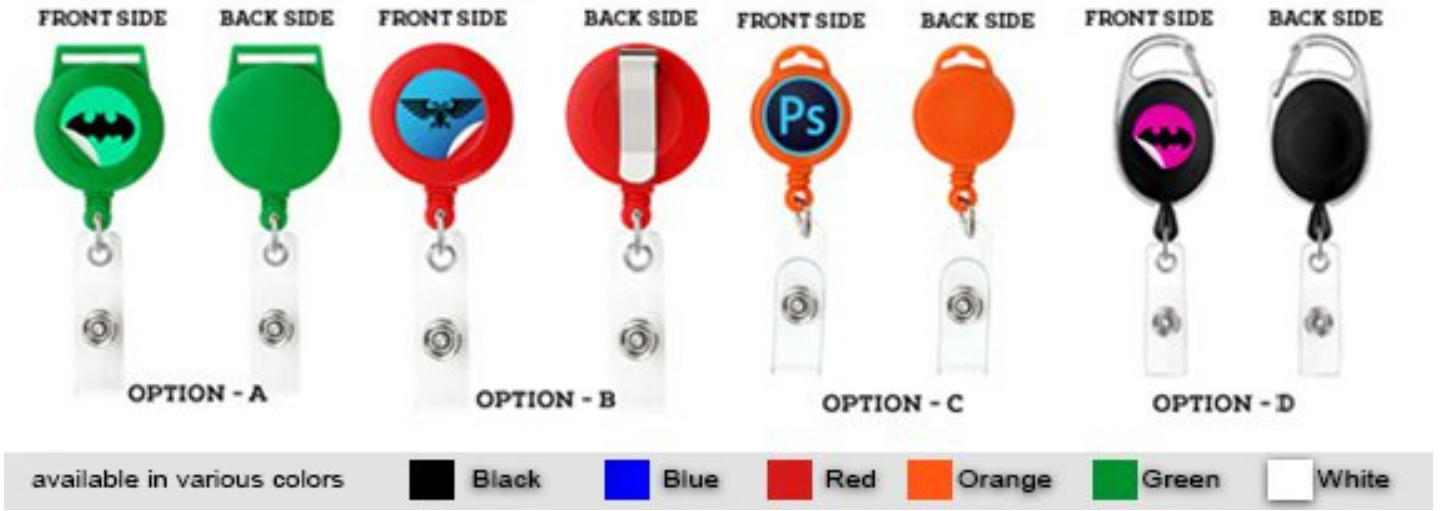 FRONT SIDE BACK SIDE FRONT SIDE BACK SIDE FRONT SIDE BACK SIDE FRONT SIDE BACK SIDE
Ps
OPTION - A OPTION - B OPTION - C OPTION - D
available in various colors Black Blue Red Orange Green White